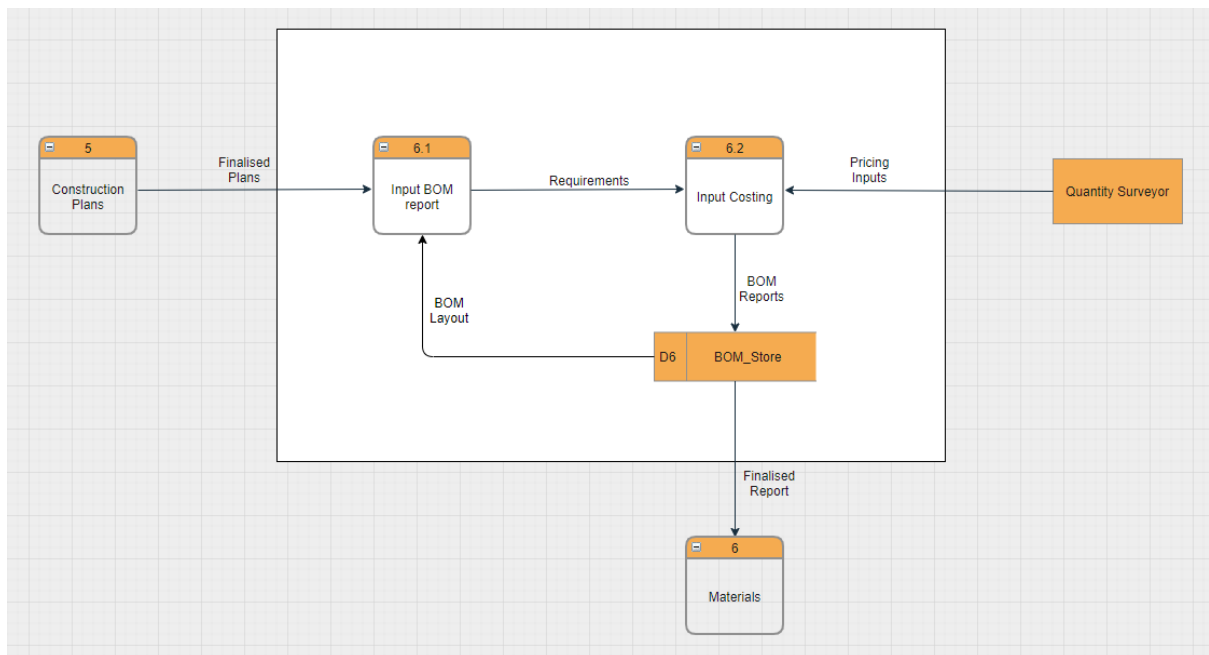 5
Construction
Plans
Finalised
Plans
6.1
Input BOM
report
Requirements
6.2
Input Costing
Pricing
Inputs
Quantity Surveyor
BOM
Layout
BOM
Reports
D6
BOM_Store
Finalised
Report
6
Materials